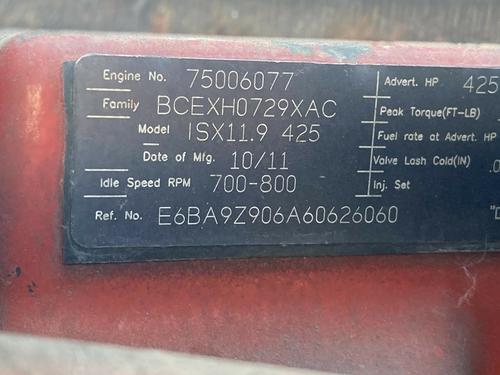 Engine No. 75006077
Family BCEXH0729XAC
Model ISX11.9 425
Date of Mfg. 10/11
Idle Speed RPM 700-800
Ref. No. E6BA9Z906A60626060
Advert. HP 425
Peak Torque(FT-LB)
Fuel rate at Advert. HP
Valve Lash Cold(IN) .0
Inj. Set